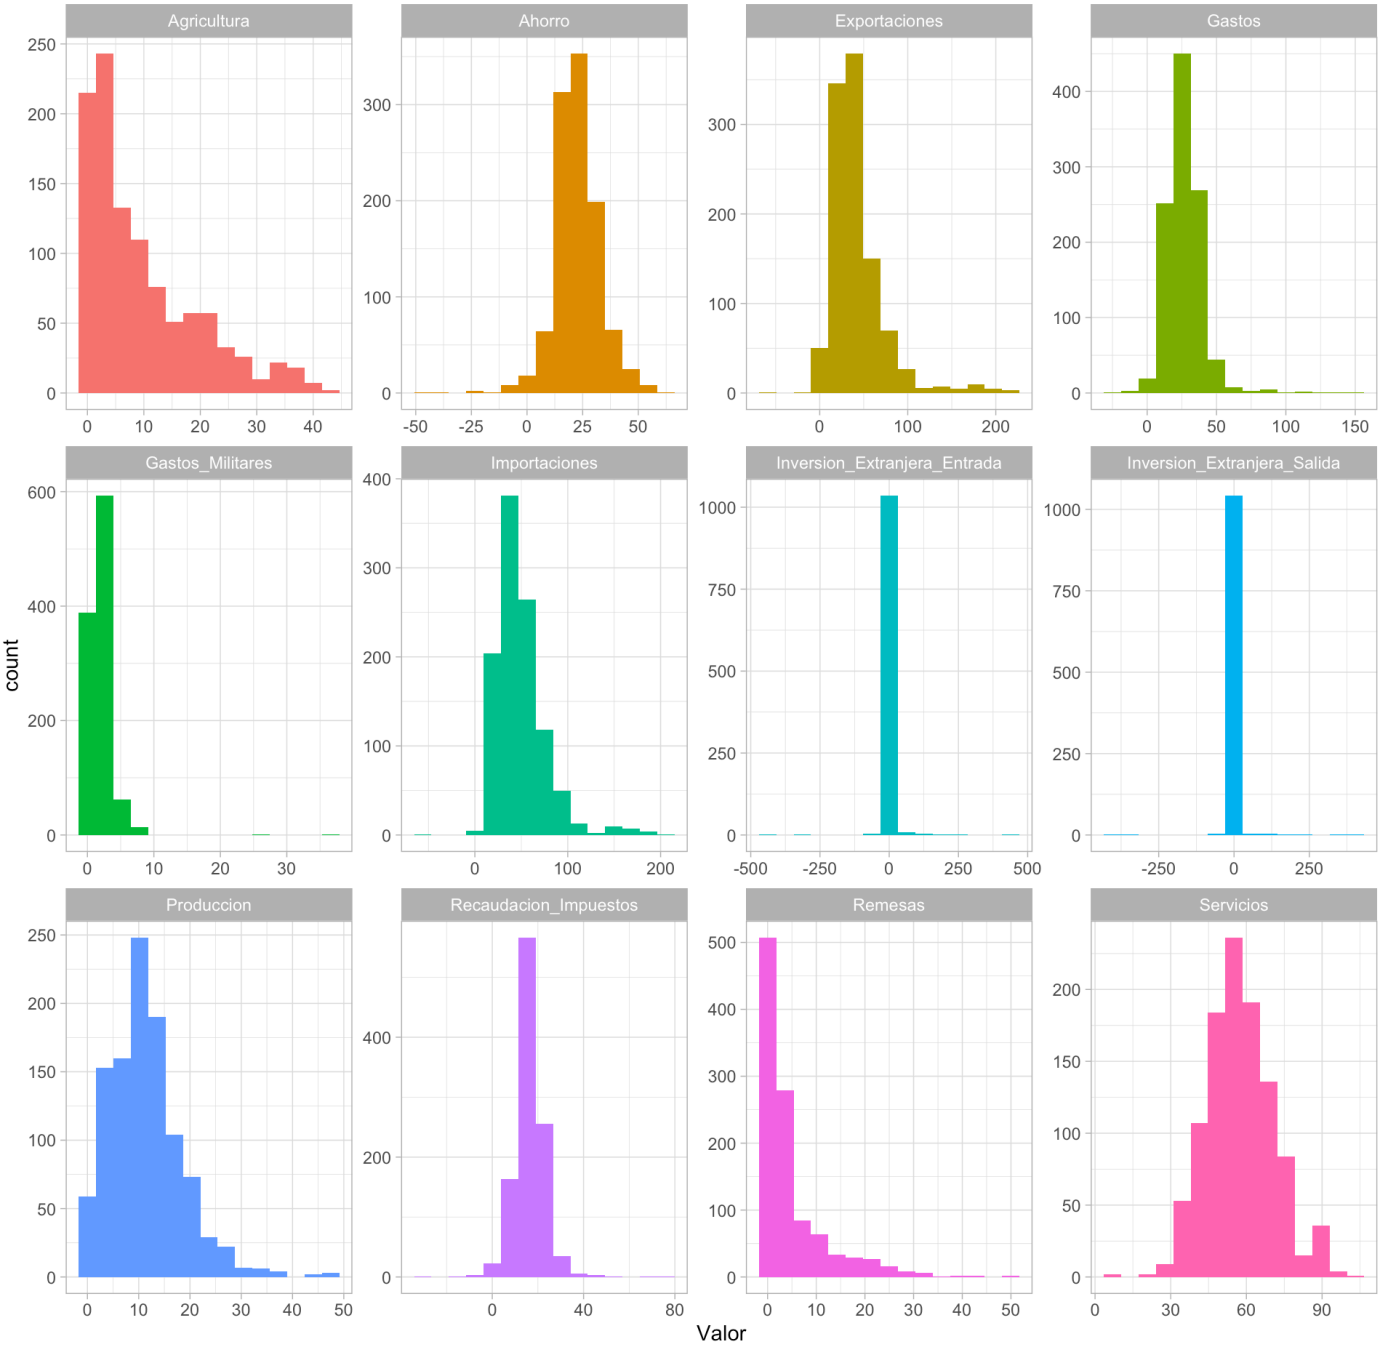 Agricultura
Ahorro
Exportaciones
Gastos
250
200
150
100
50
0
0 10 20 30 40
300
200
100
0
-50 -25 0 25 50
300
200
100
0
0 100 200
400
300
200
100
0
0 50 100 150
Gastos_Militares
Importaciones
Inversion_Extranjera_Entrada
Inversion_Extranjera_Salida
600
400
200
0
0 10 20 30
400
300
200
100
0
0 100 200
1000
750
500
250
0
-500 -250 0 250 500
1000
750
500
250
0
-250 0 250
Produccion
Recaudacion_Impuestos
Remesas
Servicios
250
200
150
100
50
0
0 10 20 30 40 50
400
200
0
0 40 80
500
400
300
200
100
0
0 10 20 30 40 50
200
150
100
50
0
0 30 60 90
count
Valor